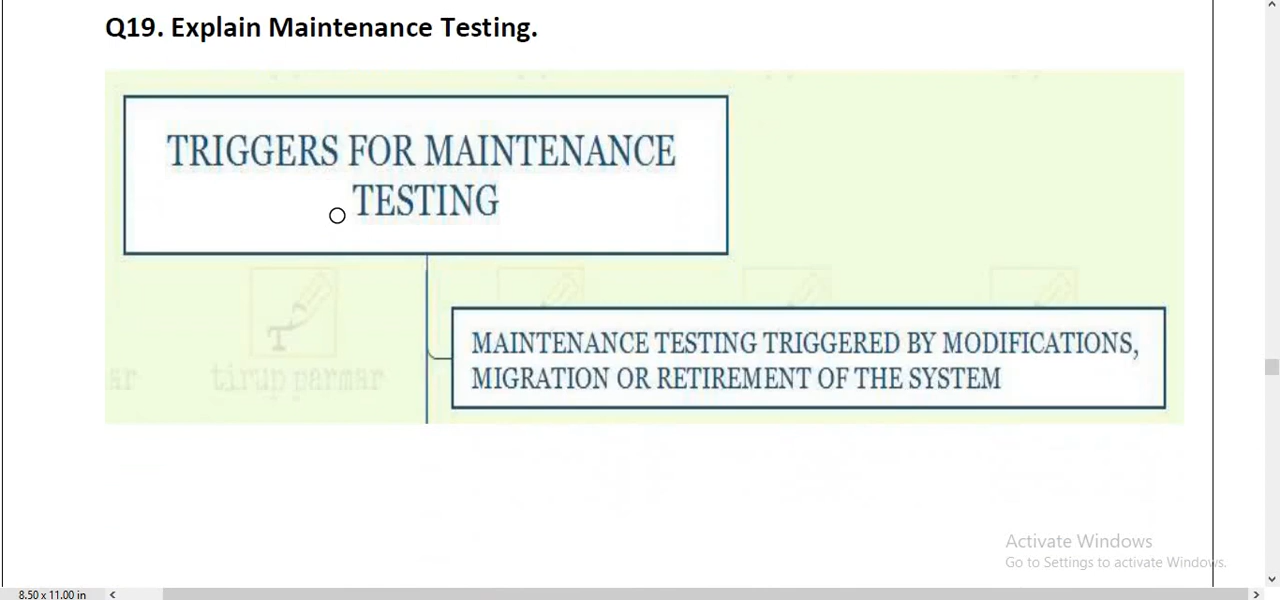 Q19. Explain Maintenance Testing.
TRIGGERS FOR MAINTENANCE
TESTING
MAINTENANCE TESTING TRIGGERED BY MODIFICATIONS,
MIGRATION OR RETIREMENT OF THE SYSTEM
ar
tirup parmar
Activate Windows
Go to Settings to activate Windows.
8.50 x 11.00 in